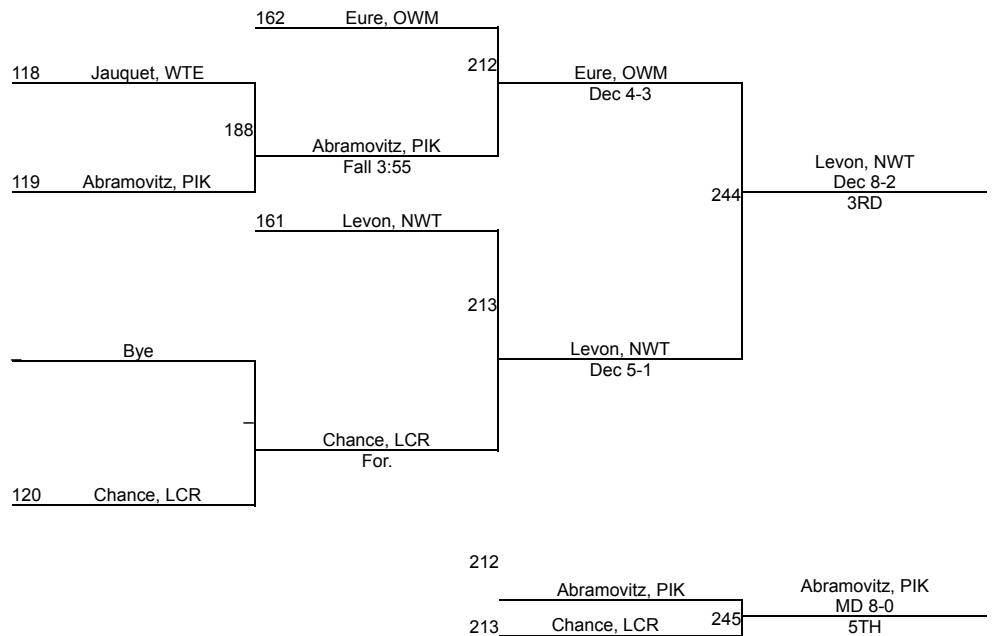 162 Eure, OWM
118 Jauquet, WTE
212 Eure, OWM
Dec 4-3
188
Abramovitz, PIK
Fall 3:55
119 Abramovitz, PIK
Levon, NWT
244 Dec 8-2
3RD
161 Levon, NWT
213
Bye
Levon, NWT
Dec 5-1
Chance, LCR
For.
120 Chance, LCR
212
Abramovitz, PIK
Abramovitz, PIK
MD 8-0
213 Chance, LCR 245
5TH